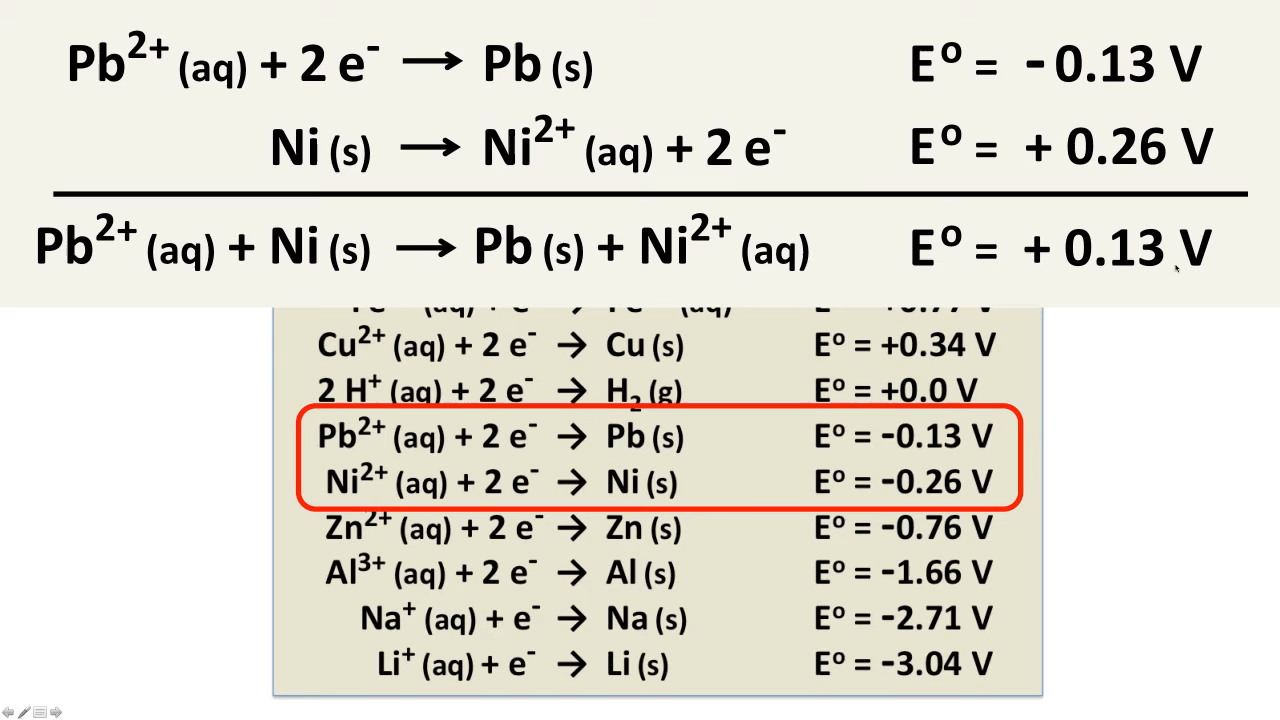 Pb²⁺ (aq) + 2 e⁻ → Pb (s) Eº = - 0.13 V
Ni (s) → Ni²⁺ (aq) + 2 e⁻ Eº = + 0.26 V
Pb²⁺ (aq) + Ni (s) → Pb (s) + Ni²⁺ (aq) Eº = + 0.13 V
Cu²⁺ (aq) + 2 e⁻ → Cu (s) Eº = +0.34 V
2 H⁺ (aq) + 2 e⁻ → H₂ (g) Eº = +0.0 V
Pb²⁺ (aq) + 2 e⁻ → Pb (s) Eº = -0.13 V
Ni²⁺ (aq) + 2 e⁻ → Ni (s) Eº = -0.26 V
Zn²⁺ (aq) + 2 e⁻ → Zn (s) Eº = -0.76 V
Al³⁺ (aq) + 2 e⁻ → Al (s) Eº = -1.66 V
Na⁺ (aq) + e⁻ → Na (s) Eº = -2.71 V
Li⁺ (aq) + e⁻ → Li (s) Eº = -3.04 V